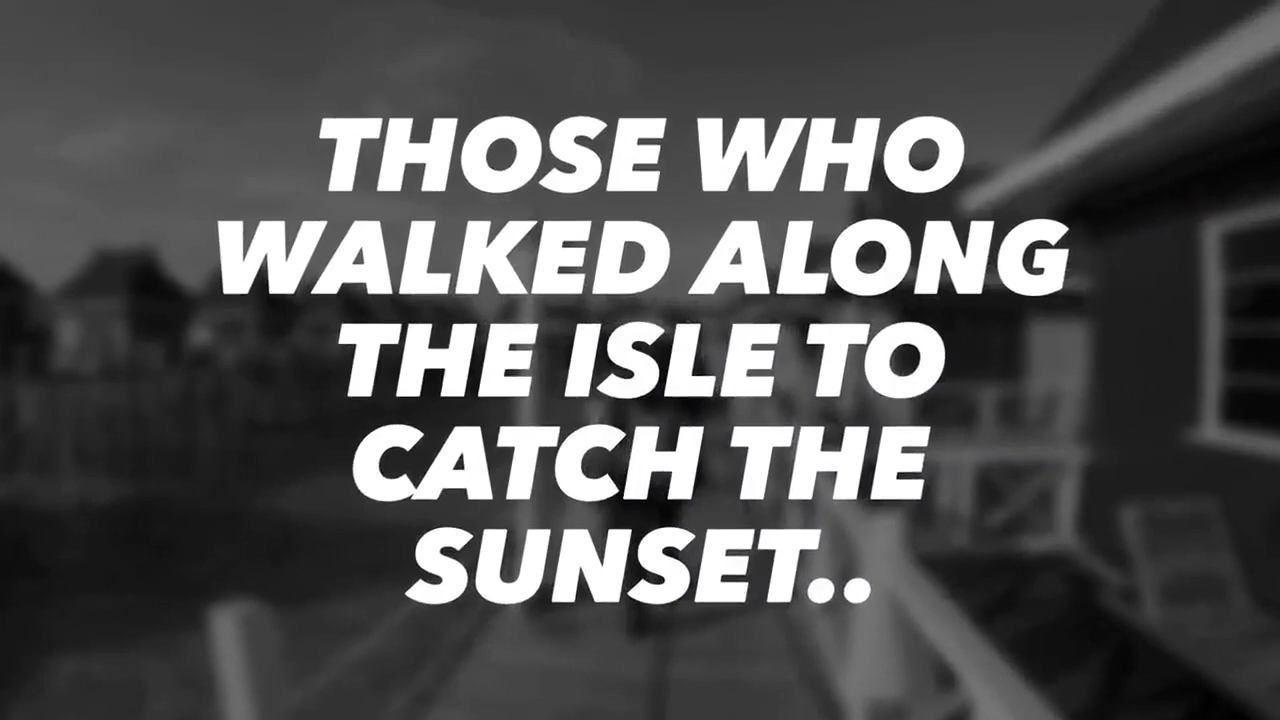 THOSE WHO
WALKED ALONG
THE ISLE TO
CATCH THE
SUNSET..